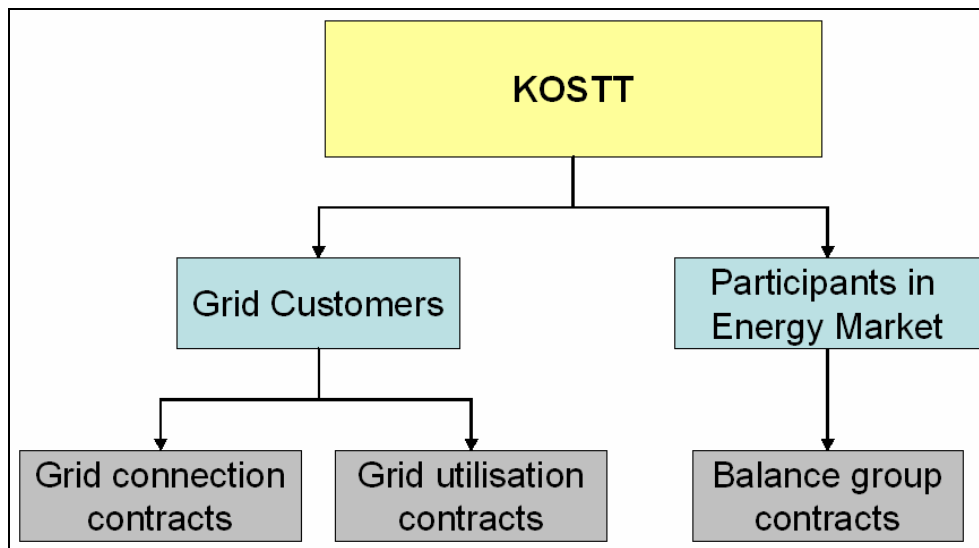 KOSTT
Grid Customers
Participants in
Energy Market
Grid connection
contracts
Grid utilisation
contracts
Balance group
contracts